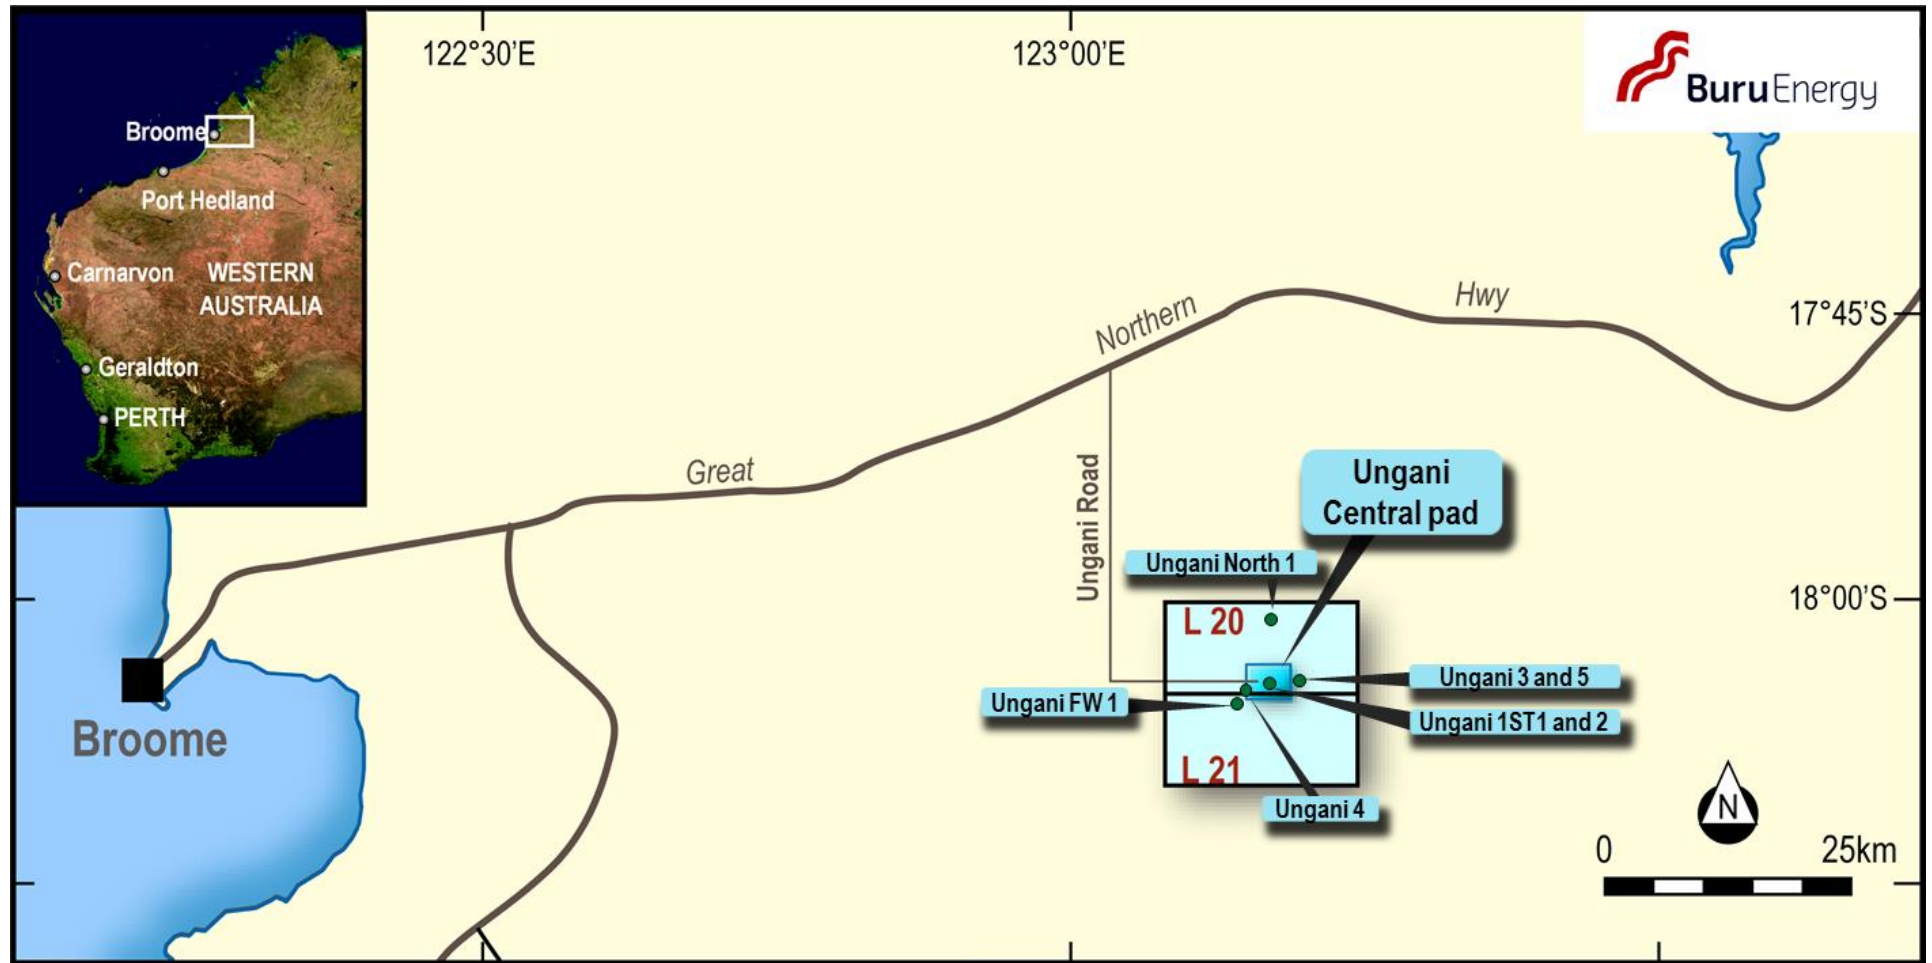 122°30'E
123°00'E
BuruEnergy
Broome
Port Hedland
Carnarvon
WESTERN
AUSTRALIA
Geraldton
PERTH
Hwy
17°45'S
Northern
Great
Ungani Road
Ungani
Central pad
Ungani North 1
18°00'S
L 20
Ungani 3 and 5
Ungani FW 1
Ungani 1ST1 and 2
Broome
L 21
Ungani 4
N
0
25km